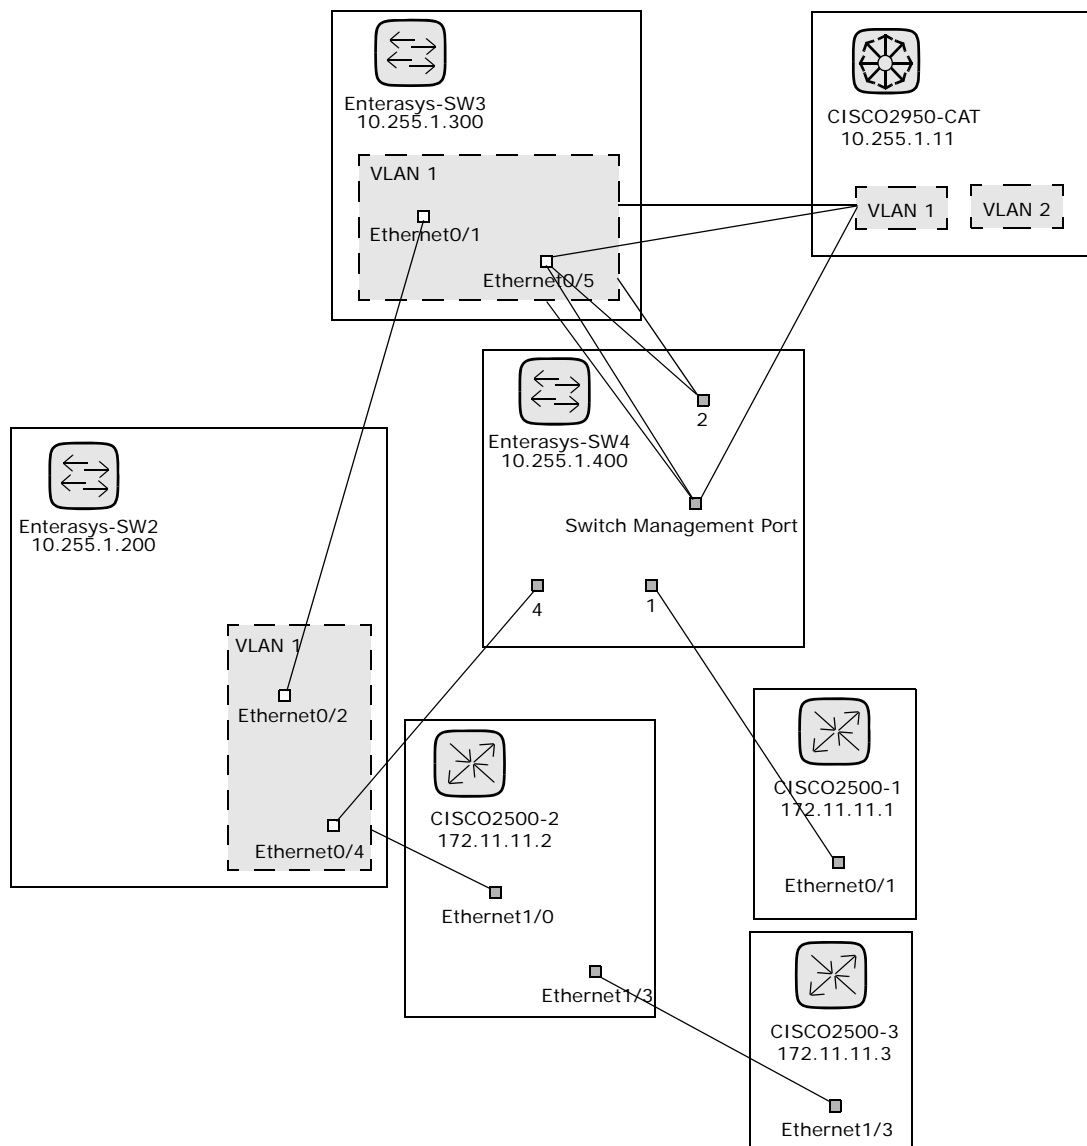 Enterasys-SW3
10.255.1.300
VLAN 1
Ethernet0/1
Ethernet0/5
CISCO2950-CAT
10.255.1.11
VLAN 1
VLAN 2
Enterasys-SW4
10.255.1.400
2
Switch Management Port
4
1
Enterasys-SW2
10.255.1.200
VLAN 1
Ethernet0/2
Ethernet0/4
CISCO2500-2
172.11.11.2
Ethernet1/0
Ethernet1/3
CISCO2500-1
172.11.11.1
Ethernet0/1
CISCO2500-3
172.11.11.3
Ethernet1/3